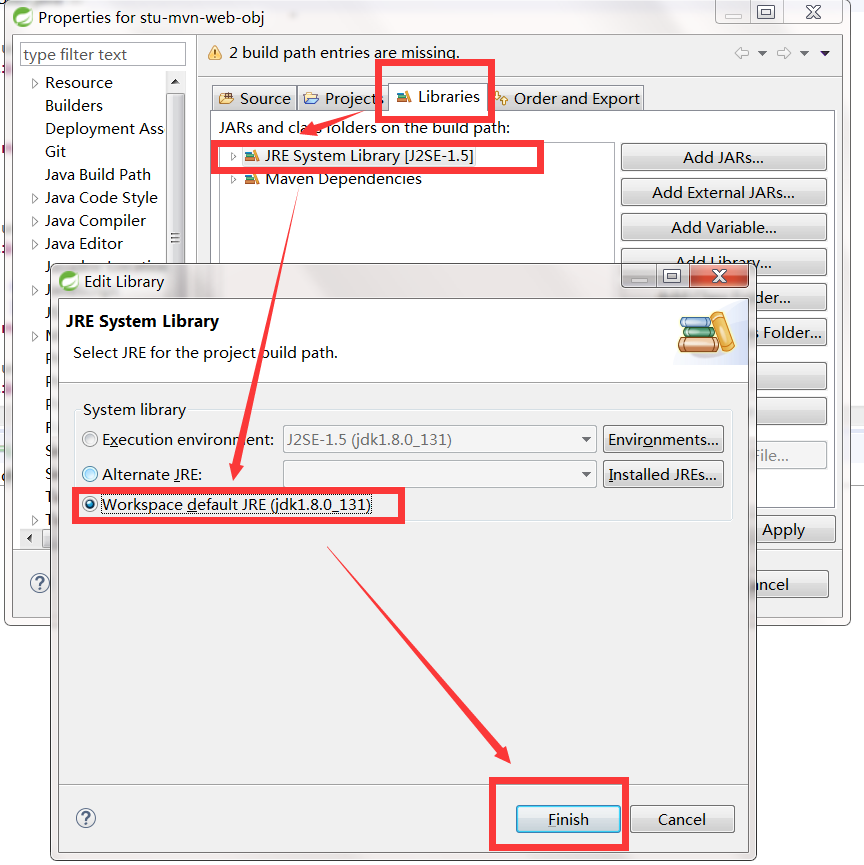 Properties for stu-mvn-web-obj
type filter text
2 build path entries are missing.
Resource
Builders
Deployment Ass
Git
Java Build Path
Java Code Style
Java Compiler
Java Editor
Source
Projects
Libraries
Order and Export
JARs and class folders on the build path:
JRE System Library [J2SE-1.5]
Maven Dependencies
Add JARs...
Add External JARs...
Add Variable...
Add Library...
der...
s Folder...
File...
Apply
ancel
Edit Library
JRE System Library
Select JRE for the project build path.
System library
Execution environment:
J2SE-1.5 (jdk1.8.0_131)
Environments...
Alternate JRE:
Installed JREs...
Workspace default JRE (jdk1.8.0_131)
Finish
Cancel